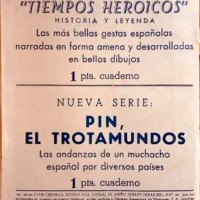 "TIEMPOS HEROICOS"
HISTORIA Y LEYENDA
Las más bellas gestas españolas
narradas en forma amena y desarrolladas
en bellos dibujos
1 pta. cuaderno
NUEVA SERIE:
PIN,
EL TROTAMUNDOS
Las andanzas de un muchacho
español por diversos países
1 pta. cuaderno